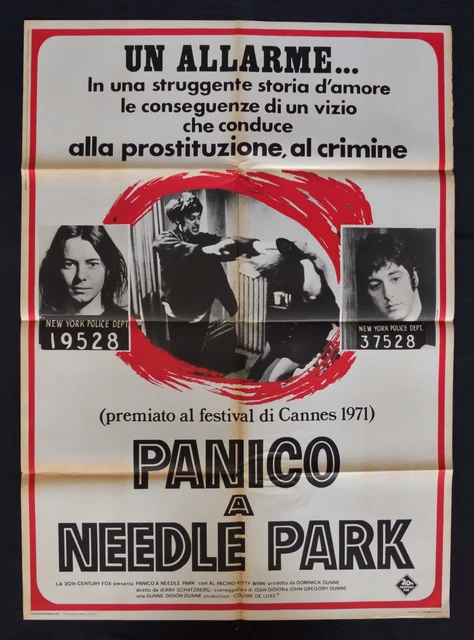 UN ALLARME...
In una struggente storia d'amore
le conseguenze di un vizio
che conduce
alla prostituzione, al crimine
NEW YORK POLICE DEPT.
19528
NEW YORK POLICE DEPT.
37528
(premiato al festival di Cannes 1971)
PANICO
A
NEEDLE PARK
LA 20th CENTURY FOX presenta PANICO A NEEDLE PARK con AL PACINO KITTY WINN prodotto da DOMINICK DUNNE
diretto da JERRY SCHATZBERG sceneggiatura di JOAN DIDION e JOHN GREGORY DUNNE
una DUNNE-DIDION-DUNNE production COLORE DE LUXE